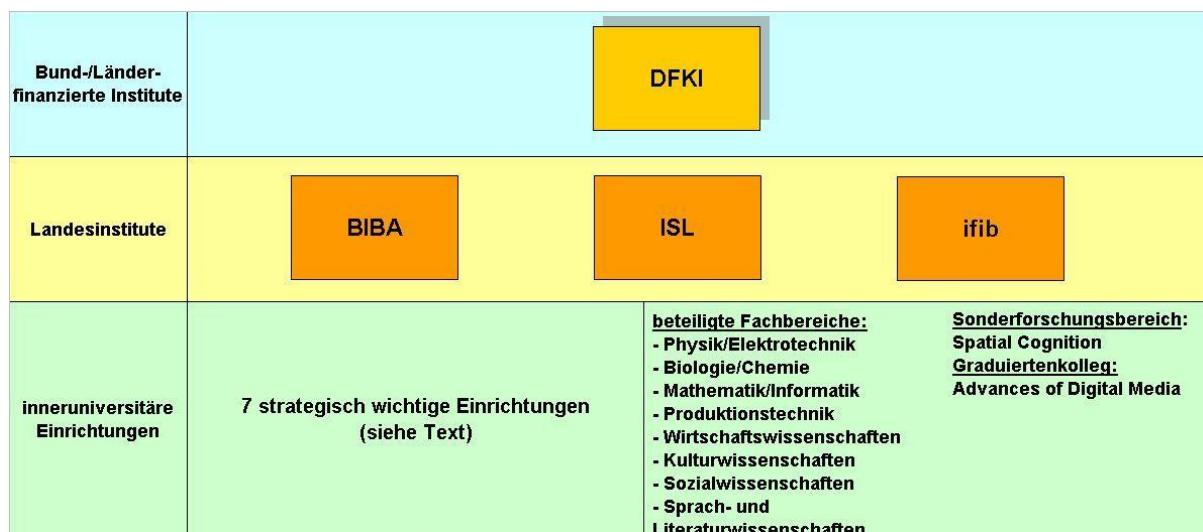 Bund-/Länder-
finanzierte Institute
DFKI
Landesinstitute
BIBA
ISL
ifib
inneruniversitäre
Einrichtungen
7 strategisch wichtige Einrichtungen
(siehe Text)
beteiligte Fachbereiche:
- Physik/Elektrotechnik
- Biologie/Chemie
- Mathematik/Informatik
- Produktionstechnik
- Wirtschaftswissenschaften
- Kulturwissenschaften
- Sozialwissenschaften
- Sprach- und
Literaturwissenschaften
Sonderforschungsbereich:
Spatial Cognition
Graduiertenkolleg:
Advances of Digital Media